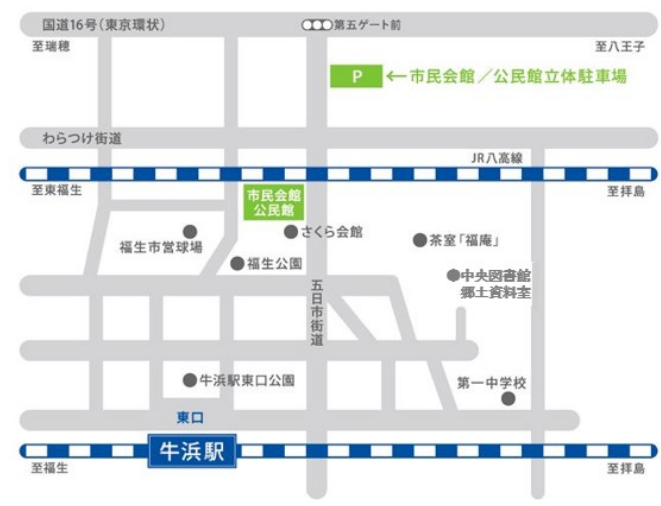 国道16号（東京環状）
第五ゲート前
至瑞穂
至八王子
P ←市民会館／公民館立体駐車場
わらつけ街道
JR八高線
至東福生
至拝島
市民会館
公民館
さくら会館
福生市営球場
茶室「福庵」
福生公園
中央図書館
郷土資料室
五日市街道
牛浜駅東口公園
第一中学校
東口
牛浜駅
至福生
至拝島